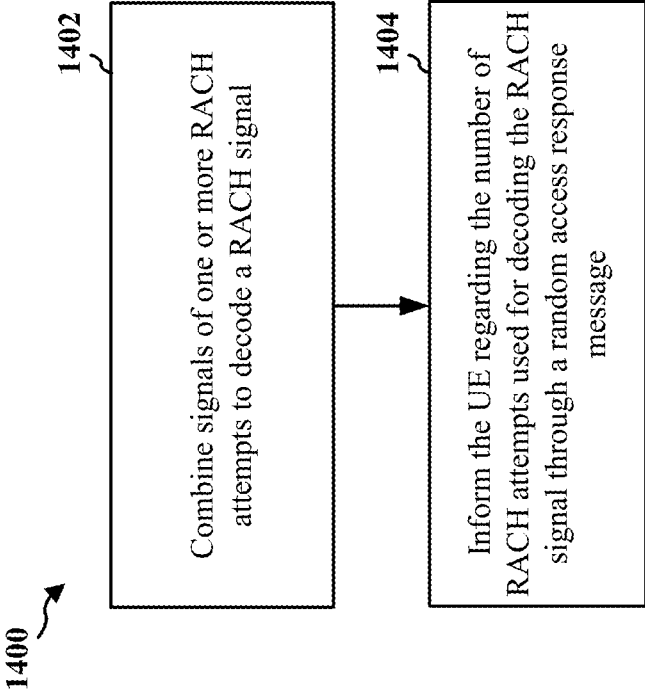 1400
1402
Combine signals of one or more RACH
attempts to decode a RACH signal
1404
Inform the UE regarding the number of
RACH attempts used for decoding the RACH
signal through a random access response
message